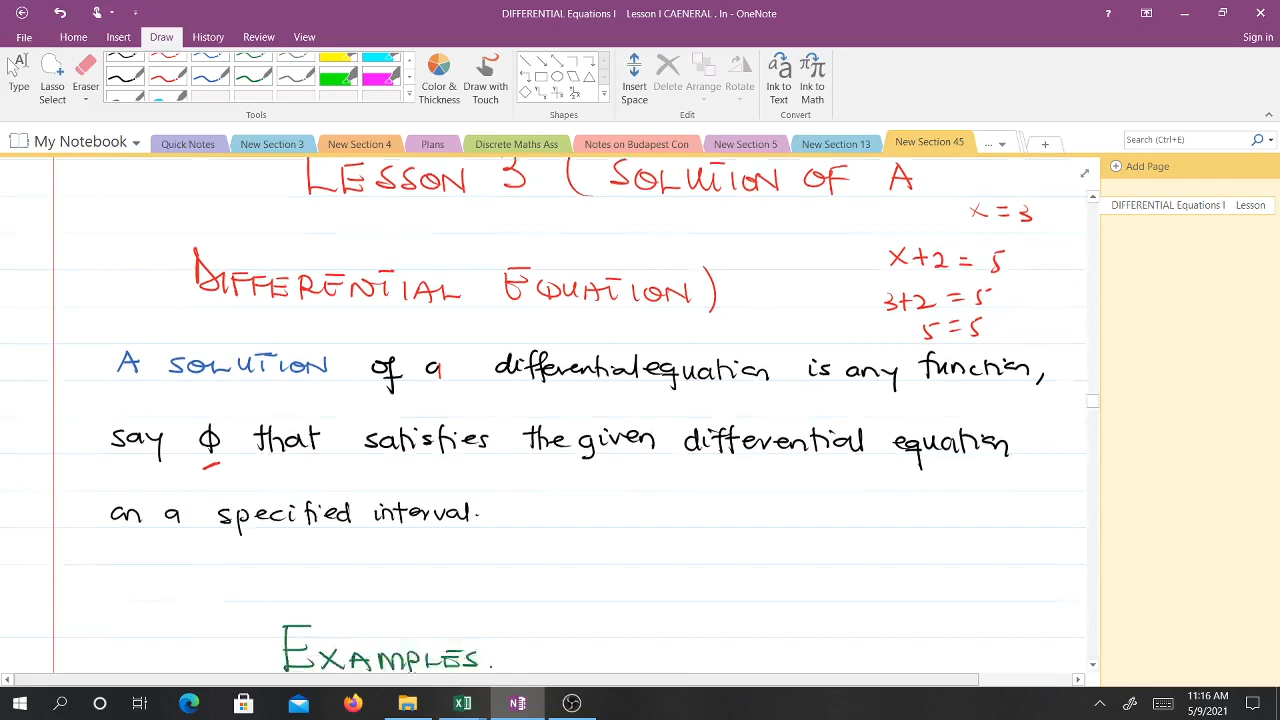 DIFFERENTIAL Equations I Lesson I CAENERAL . In - OneNote
File Home Insert Draw History Review View Sign in
Type Lasso Select Eraser Color & Thickness Draw with Touch Insert Space Delete Arrange Rotate Ink to Text Ink to Math
Tools Shapes Edit Convert
My Notebook Quick Notes New Section 3 New Section 4 Plans Discrete Maths Ass Notes on Budapest Con New Section 5 New Section 13 New Section 45 ... Search (Ctrl+E)
Add Page
DIFFERENTIAL Equations I Lesson
LESSON 3 ( SOLUTION OF A
x = 3
x + 2 = 5
DIFFERENTIAL EQUATION )
3+2 = 5
5 = 5
A SOLUTION of a differential equation is any function,
say ϕ that satisfies the given differential equation
on a specified interval.
EXAMPLES.
11:16 AM
5/9/2021